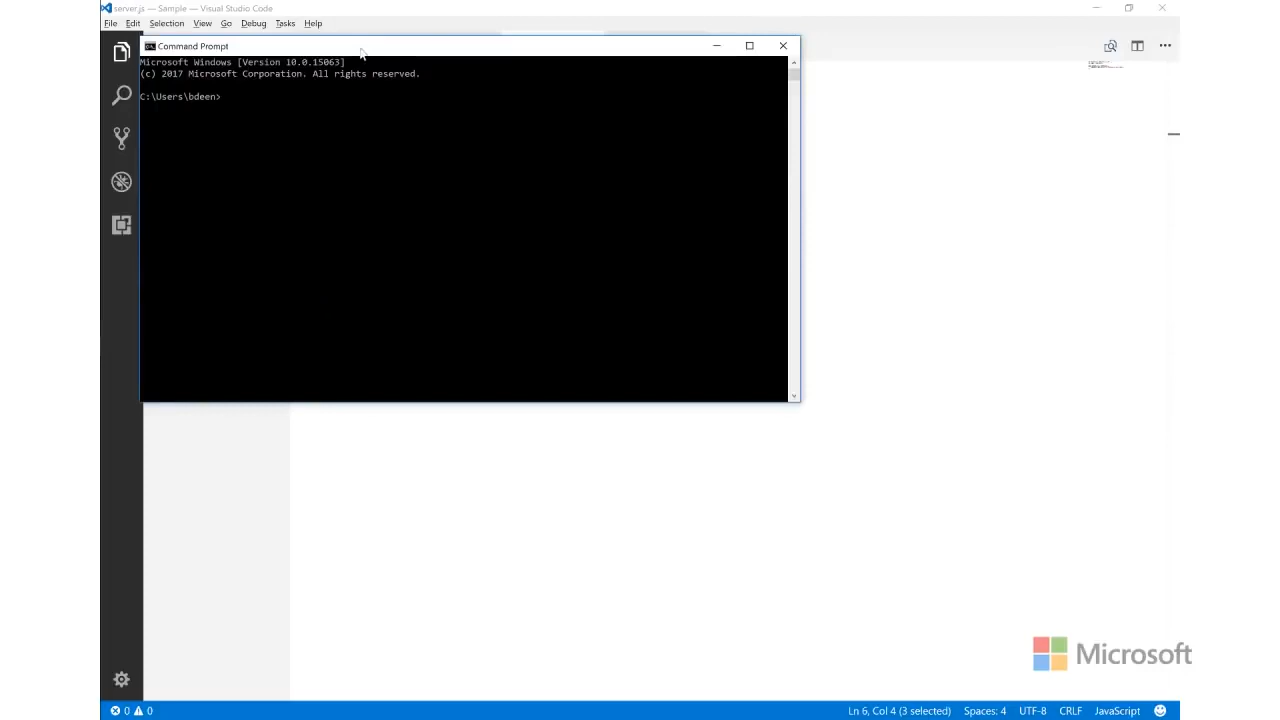 server.js — Sample — Visual Studio Code
File Edit Selection View Go Debug Tasks Help
Command Prompt
Microsoft Windows [Version 10.0.15063]
(c) 2017 Microsoft Corporation. All rights reserved.
C:\Users\bdeen>
Microsoft
0 0
Ln 6, Col 4 (3 selected) Spaces: 4 UTF-8 CRLF JavaScript